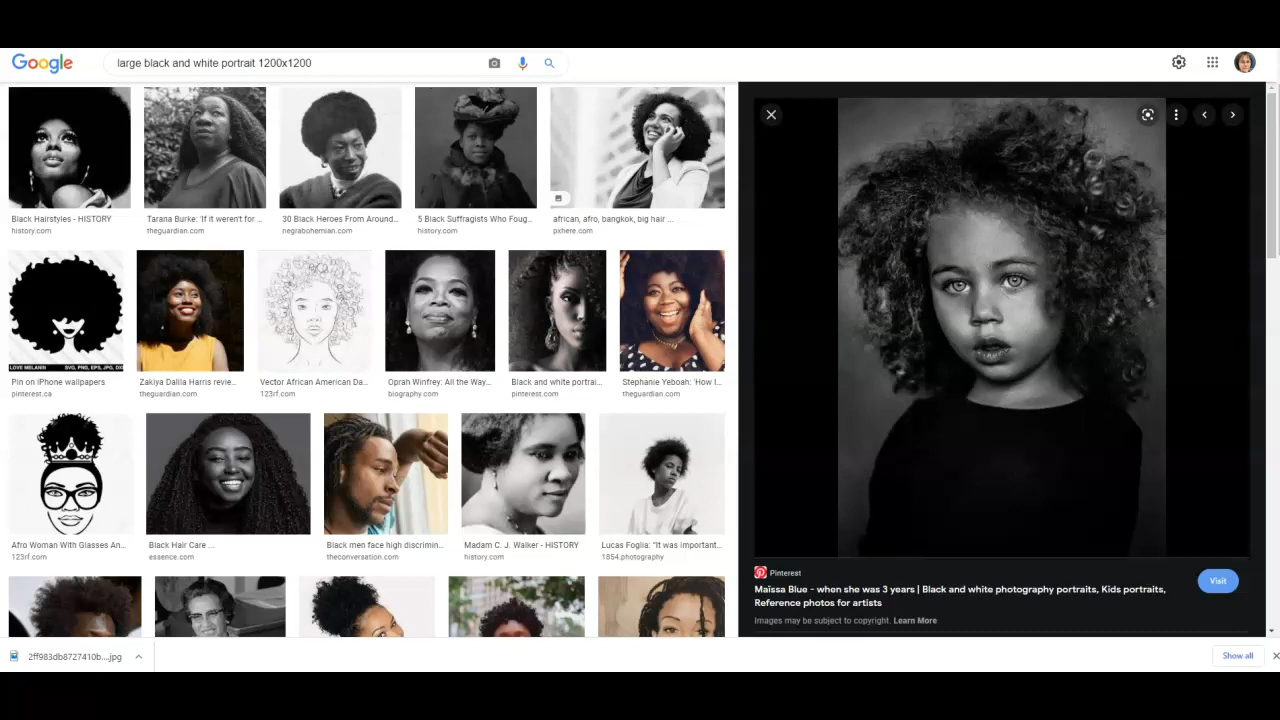 Google
large black and white portrait 1200x1200
Black Hairstyles - HISTORY
history.com
Tarana Burke: 'If it weren't for ...
theguardian.com
30 Black Heroes From Around...
negrabohemian.com
5 Black Suffragists Who Foug...
history.com
african, afro, bangkok, big hair ...
pxhere.com
LOVE MELANIN
SVG, PNG, EPS, JPG, DX
Pin on iPhone wallpapers
pinterest.ca
Zakiya Dalila Harris revie...
theguardian.com
Vector African American Da...
123rf.com
Oprah Winfrey: All the Way...
biography.com
Black and white portrai...
pinterest.com
Stephanie Yeboah: 'How I...
theguardian.com
Afro Woman With Glasses An...
123rf.com
Black Hair Care ...
essence.com
Black men face high discrimin...
theconversation.com
Madam C. J. Walker - HISTORY
history.com
Lucas Foglia: "It was important...
1854.photography
Pinterest
Maïssa Blue - when she was 3 years | Black and white photography portraits, Kids portraits,
Reference photos for artists
Visit
Images may be subject to copyright. Learn More
2ff983db8727410b....jpg
Show all